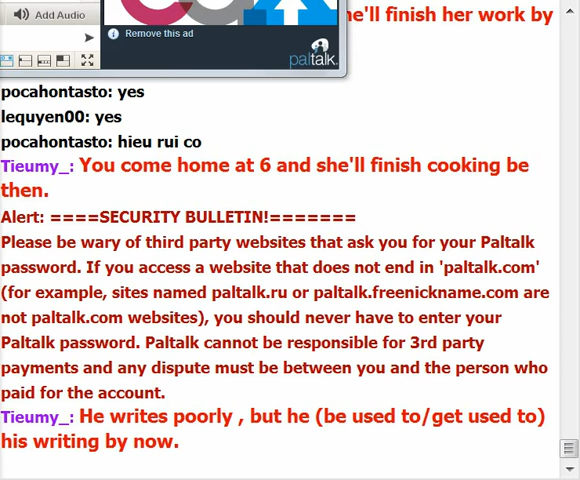 Add Audio
he'll finish her work by
Remove this ad
paltalk
pocahontasto: yes
lequyen00: yes
pocahontasto: hieu rui co
Tieumy_: You come home at 6 and she'll finish cooking be
then.
Alert: ====SECURITY BULLETIN!=======
Please be wary of third party websites that ask you for your Paltalk
password. If you access a website that does not end in 'paltalk.com'
(for example, sites named paltalk.ru or paltalk.freenickname.com are
not paltalk.com websites), you should never have to enter your
Paltalk password. Paltalk cannot be responsible for 3rd party
payments and any dispute must be between you and the person who
paid for the account.
Tieumy_: He writes poorly , but he (be used to/get used to)
his writing by now.